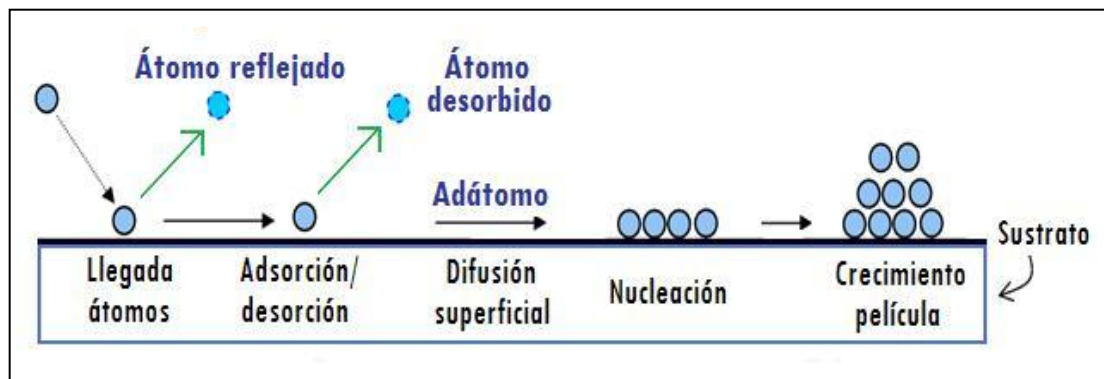 Átomo reflejado
Átomo
desorbido
Adátomo
Sustrato
Llegada
átomos
Adsorción/
desorción
Difusión
superficial
Nucleación
Crecimiento
película